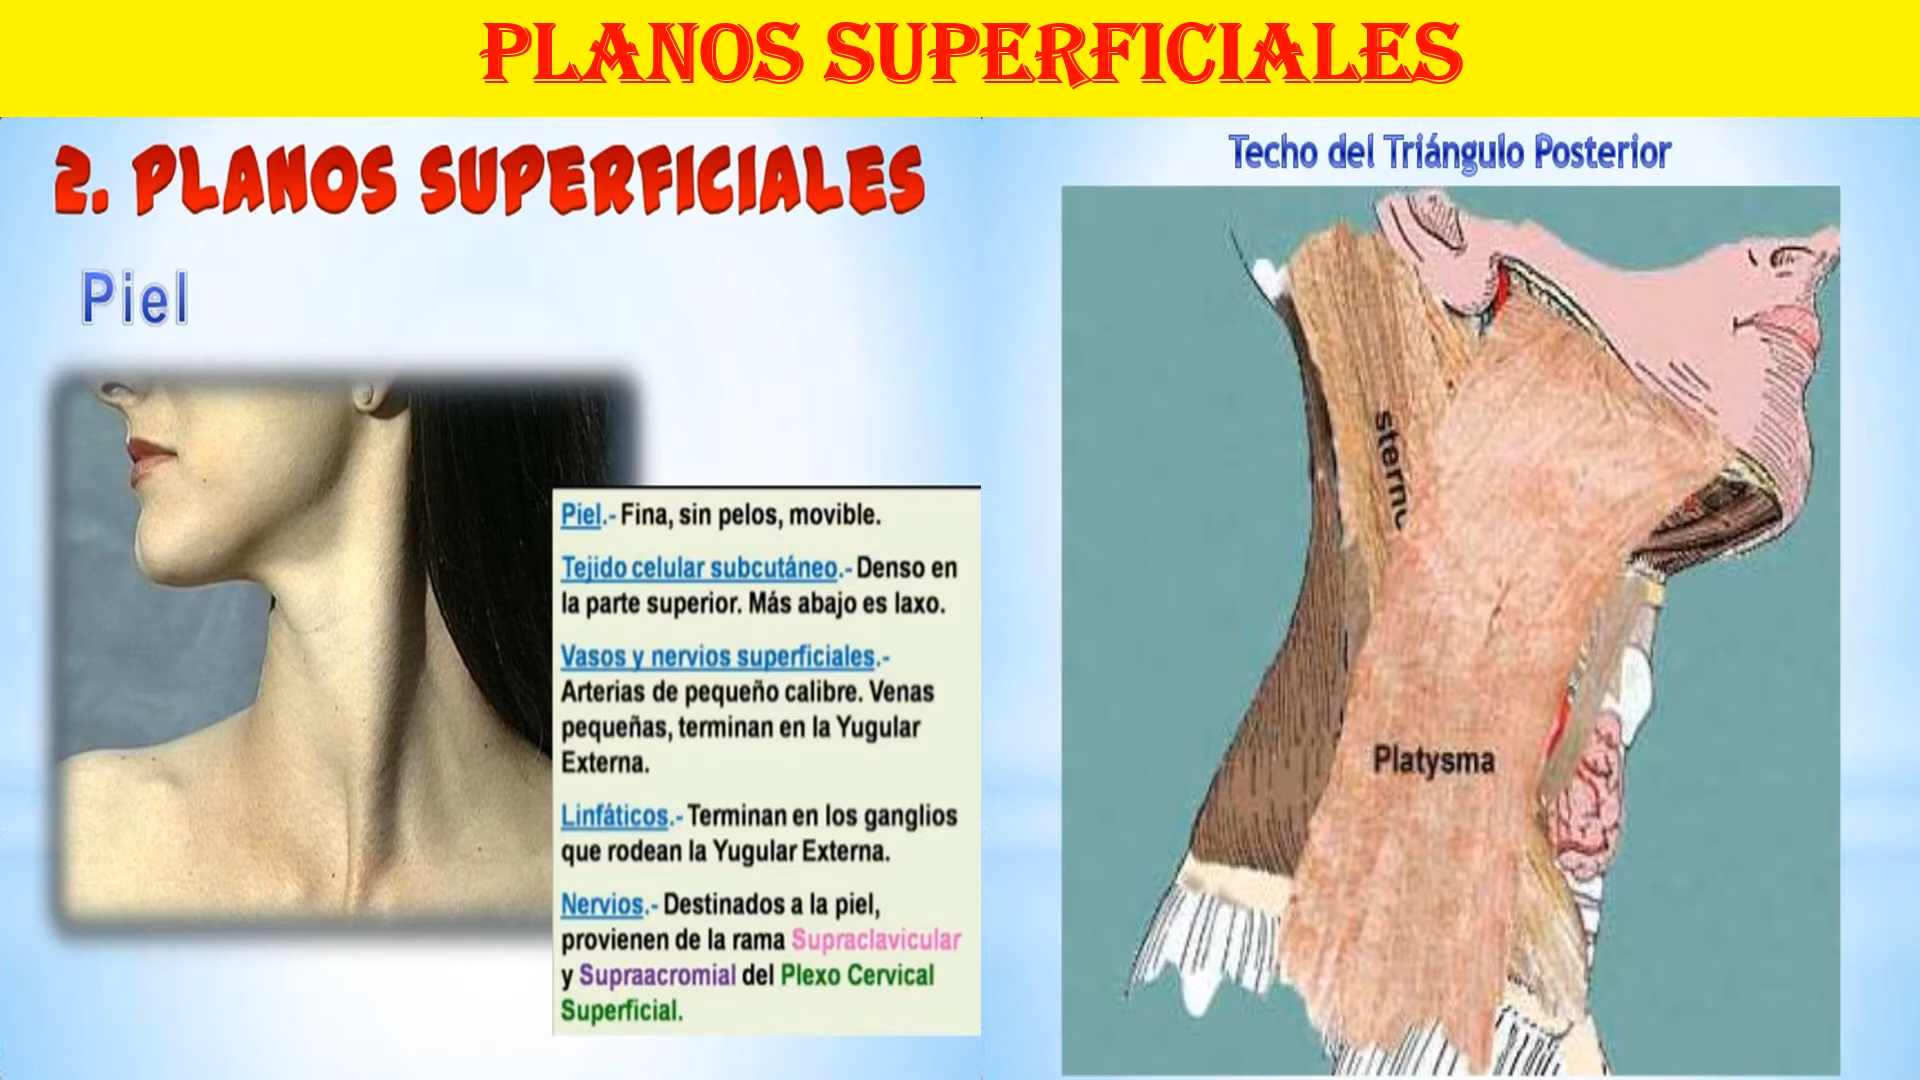 PLANOS SUPERFICIALES
2. PLANOS SUPERFICIALES
Piel
Piel.- Fina, sin pelos, movible.
Tejido celular subcutáneo.- Denso en
la parte superior. Más abajo es laxo.
Vasos y nervios superficiales.-
Arterias de pequeño calibre. Venas
pequeñas, terminan en la Yugular
Externa.
Linfáticos.- Terminan en los ganglios
que rodean la Yugular Externa.
Nervios.- Destinados a la piel,
provienen de la rama Supraclavicular
y Supraacromial del Plexo Cervical
Superficial.
Techo del Triángulo Posterior
sterno
Platysma